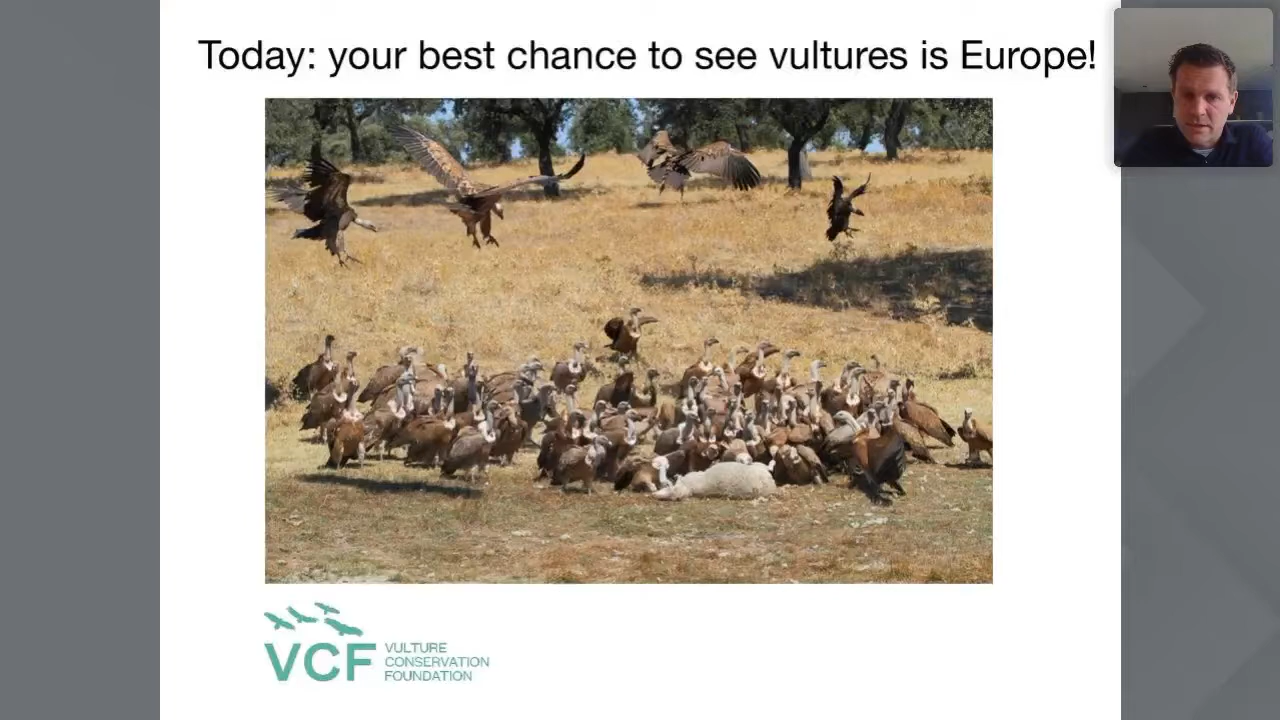 Today: your best chance to see vultures is Europe!
VCF
VULTURE
CONSERVATION
FOUNDATION